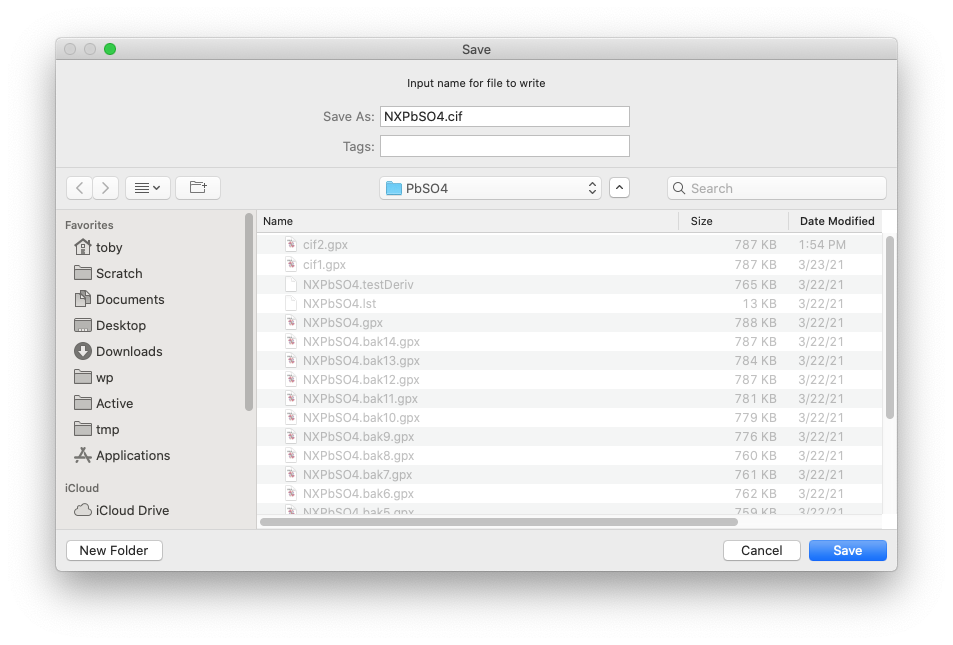 Save
Input name for file to write
Save As: NXPbSO4.cif
Tags:
PbSO4
Search
Favorites
toby
Scratch
Documents
Desktop
Downloads
wp
Active
tmp
Applications
iCloud
iCloud Drive
Name Size Date Modified
cif2.gpx 787 KB 1:54 PM
cif1.gpx 787 KB 3/23/21
NXPbSO4.testDeriv 765 KB 3/22/21
NXPbSO4.lst 13 KB 3/22/21
NXPbSO4.gpx 788 KB 3/22/21
NXPbSO4.bak14.gpx 787 KB 3/22/21
NXPbSO4.bak13.gpx 784 KB 3/22/21
NXPbSO4.bak12.gpx 787 KB 3/22/21
NXPbSO4.bak11.gpx 781 KB 3/22/21
NXPbSO4.bak10.gpx 779 KB 3/22/21
NXPbSO4.bak9.gpx 776 KB 3/22/21
NXPbSO4.bak8.gpx 760 KB 3/22/21
NXPbSO4.bak7.gpx 761 KB 3/22/21
NXPbSO4.bak6.gpx 762 KB 3/22/21
NXPbSO4.bak5.gpx 759 KB 3/22/21
New Folder Cancel Save